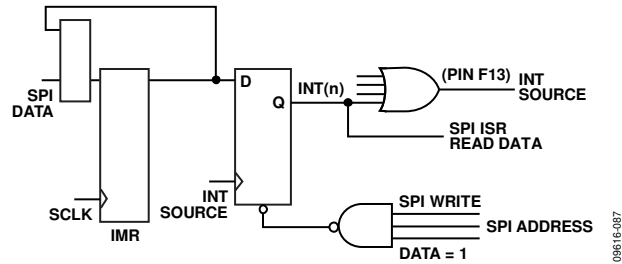 SPI
DATA
SCLK
IMR
D
Q
INT
SOURCE
INT(n)
(PIN F13)
INT
SOURCE
SPI ISR
READ DATA
SPI WRITE
SPI ADDRESS
DATA = 1
09616-087